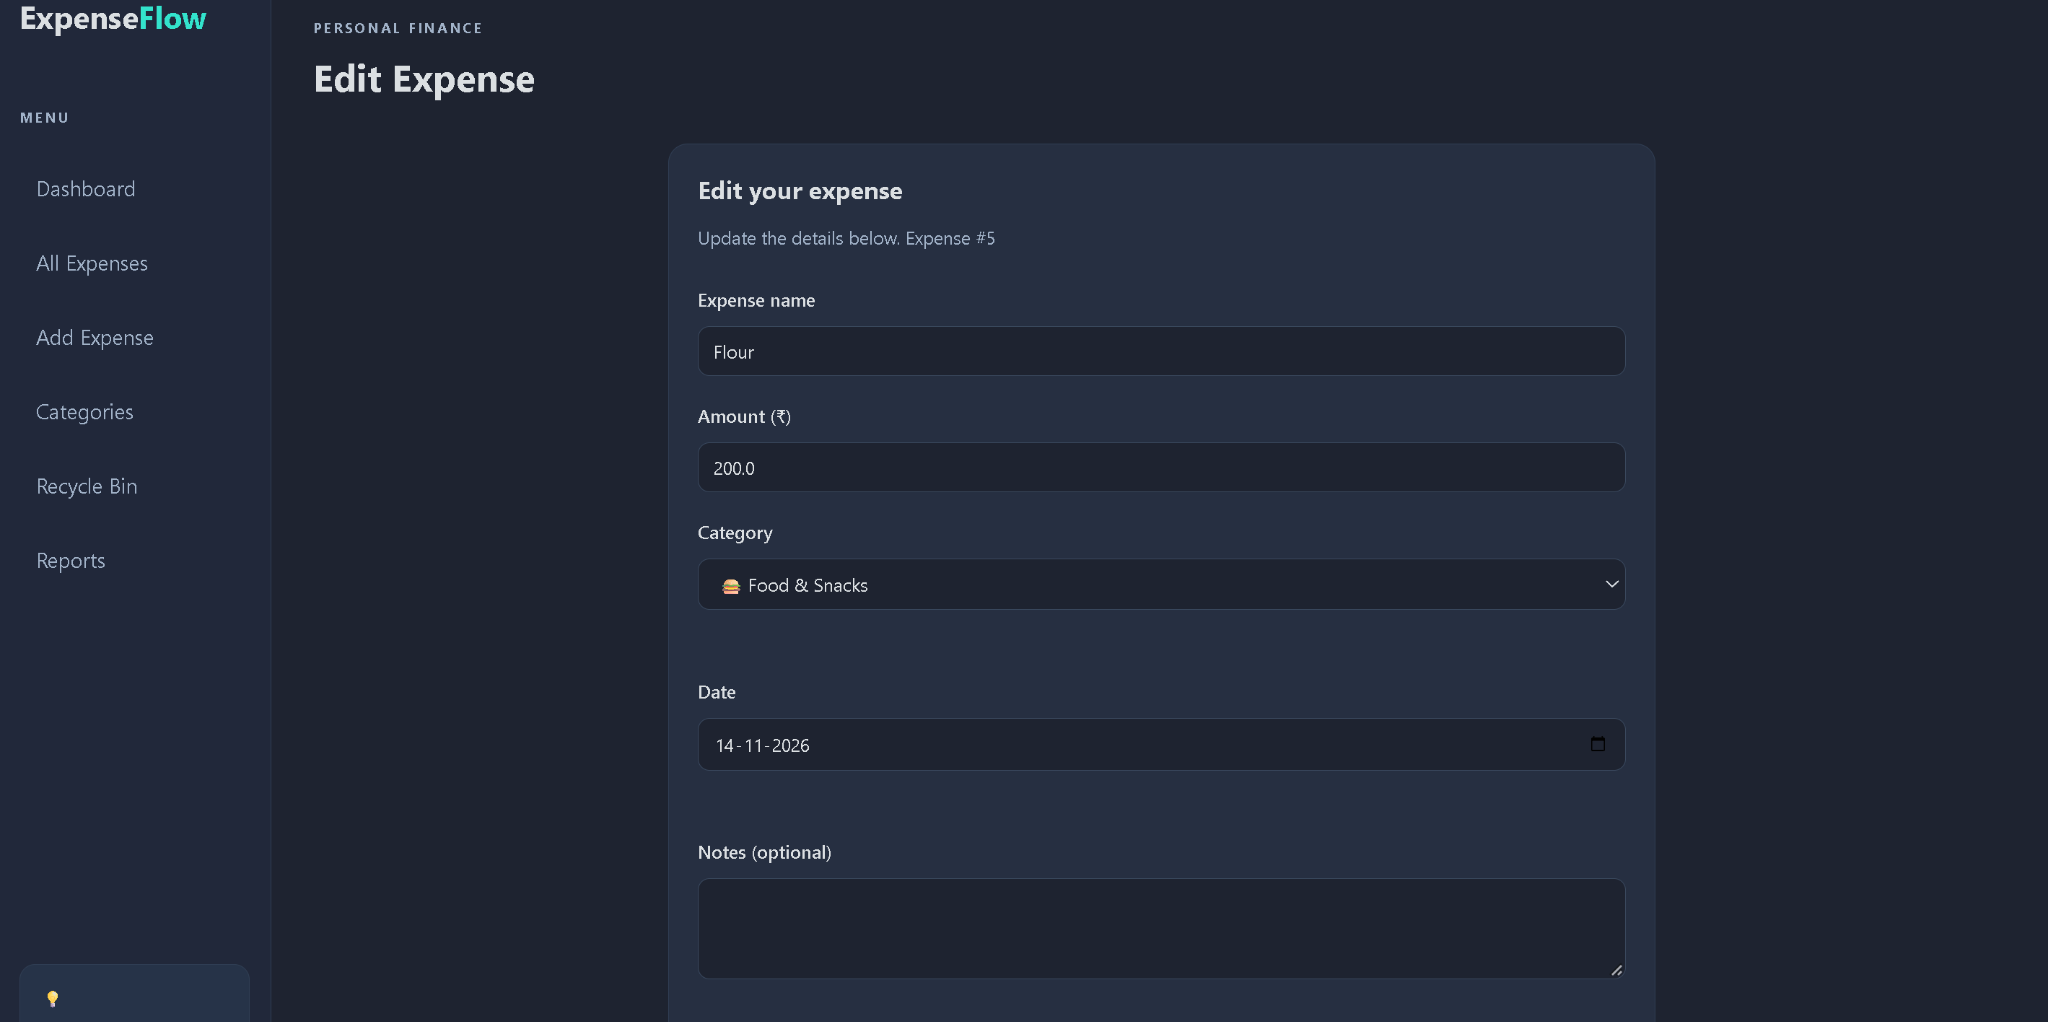 ExpenseFlow
MENU
Dashboard
All Expenses
Add Expense
Categories
Recycle Bin
Reports
PERSONAL FINANCE
Edit Expense
Edit your expense
Update the details below. Expense #5
Expense name
Flour
Amount (₹)
200.0
Category
🍔 Food & Snacks
Date
14-11-2026
Notes (optional)